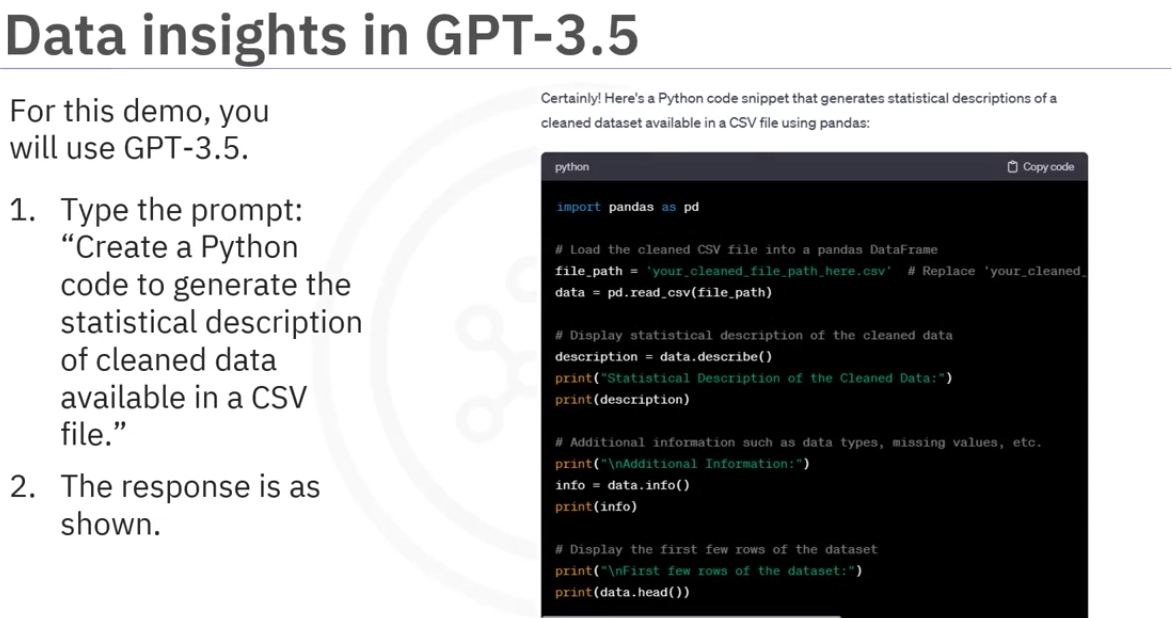 Data insights in GPT-3.5
For this demo, you
will use GPT-3.5.
1. Type the prompt:
“Create a Python
code to generate the
statistical description
of cleaned data
available in a CSV
file.”
2. The response is as
shown.
Certainly! Here's a Python code snippet that generates statistical descriptions of a
cleaned dataset available in a CSV file using pandas:
python Copy code
import pandas as pd
# Load the cleaned CSV file into a pandas DataFrame
file_path = 'your_cleaned_file_path_here.csv'  # Replace 'your_cleaned_
data = pd.read_csv(file_path)
# Display statistical description of the cleaned data
description = data.describe()
print("Statistical Description of the Cleaned Data:")
print(description)
# Additional information such as data types, missing values, etc.
print("\nAdditional Information:")
info = data.info()
print(info)
# Display the first few rows of the dataset
print("\nFirst few rows of the dataset:")
print(data.head())